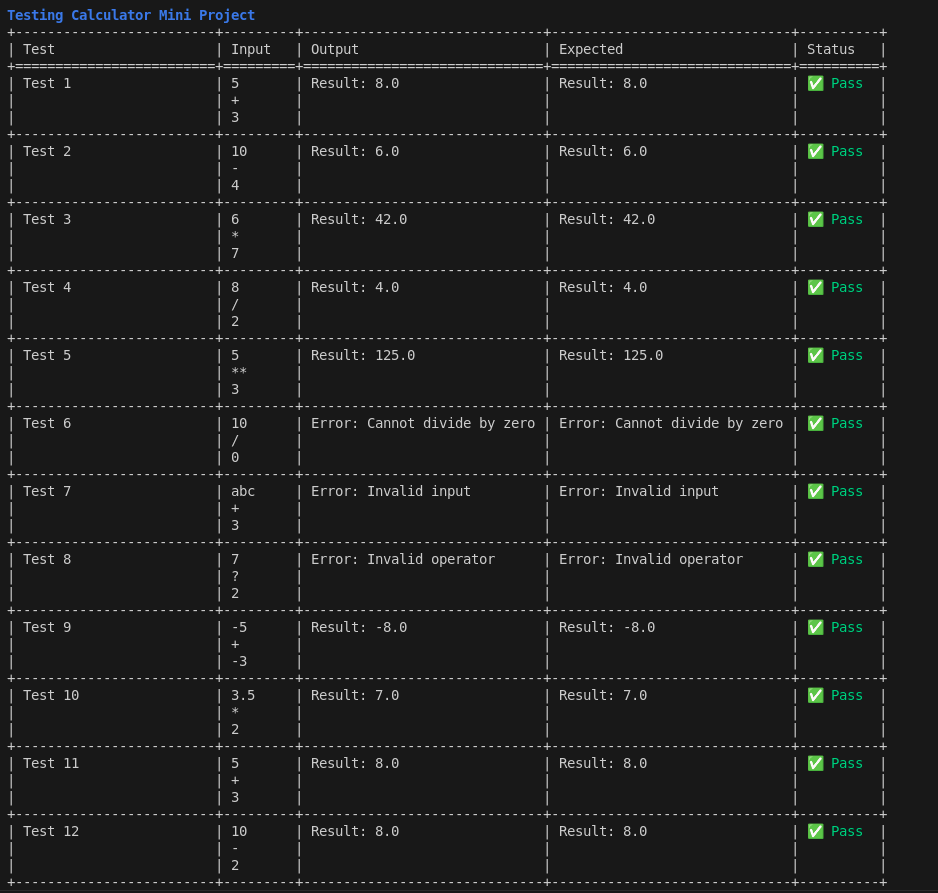 Testing Calculator Mini Project
+-------------------------+---------+------------------------------+------------------------------+----------+
| Test                    | Input   | Output                       | Expected                     | Status   |
+=========================+=========+==============================+==============================+==========+
| Test 1                  | 5       | Result: 8.0                  | Result: 8.0                  | ✅ Pass  |
|                         | +       |                              |                              |          |
|                         | 3       |                              |                              |          |
+-------------------------+---------+------------------------------+------------------------------+----------+
| Test 2                  | 10      | Result: 6.0                  | Result: 6.0                  | ✅ Pass  |
|                         | -       |                              |                              |          |
|                         | 4       |                              |                              |          |
+-------------------------+---------+------------------------------+------------------------------+----------+
| Test 3                  | 6       | Result: 42.0                 | Result: 42.0                 | ✅ Pass  |
|                         | *       |                              |                              |          |
|                         | 7       |                              |                              |          |
+-------------------------+---------+------------------------------+------------------------------+----------+
| Test 4                  | 8       | Result: 4.0                  | Result: 4.0                  | ✅ Pass  |
|                         | /       |                              |                              |          |
|                         | 2       |                              |                              |          |
+-------------------------+---------+------------------------------+------------------------------+----------+
| Test 5                  | 5       | Result: 125.0                | Result: 125.0                | ✅ Pass  |
|                         | **      |                              |                              |          |
|                         | 3       |                              |                              |          |
+-------------------------+---------+------------------------------+------------------------------+----------+
| Test 6                  | 10      | Error: Cannot divide by zero | Error: Cannot divide by zero | ✅ Pass  |
|                         | /       |                              |                              |          |
|                         | 0       |                              |                              |          |
+-------------------------+---------+------------------------------+------------------------------+----------+
| Test 7                  | abc     | Error: Invalid input         | Error: Invalid input         | ✅ Pass  |
|                         | +       |                              |                              |          |
|                         | 3       |                              |                              |          |
+-------------------------+---------+------------------------------+------------------------------+----------+
| Test 8                  | 7       | Error: Invalid operator      | Error: Invalid operator      | ✅ Pass  |
|                         | ?       |                              |                              |          |
|                         | 2       |                              |                              |          |
+-------------------------+---------+------------------------------+------------------------------+----------+
| Test 9                  | -5      | Result: -8.0                 | Result: -8.0                 | ✅ Pass  |
|                         | +       |                              |                              |          |
|                         | -3      |                              |                              |          |
+-------------------------+---------+------------------------------+------------------------------+----------+
| Test 10                 | 3.5     | Result: 7.0                  | Result: 7.0                  | ✅ Pass  |
|                         | *       |                              |                              |          |
|                         | 2       |                              |                              |          |
+-------------------------+---------+------------------------------+------------------------------+----------+
| Test 11                 | 5       | Result: 8.0                  | Result: 8.0                  | ✅ Pass  |
|                         | +       |                              |                              |          |
|                         | 3       |                              |                              |          |
+-------------------------+---------+------------------------------+------------------------------+----------+
| Test 12                 | 10      | Result: 8.0                  | Result: 8.0                  | ✅ Pass  |
|                         | -       |                              |                              |          |
|                         | 2       |                              |                              |          |
+-------------------------+---------+------------------------------+------------------------------+----------+